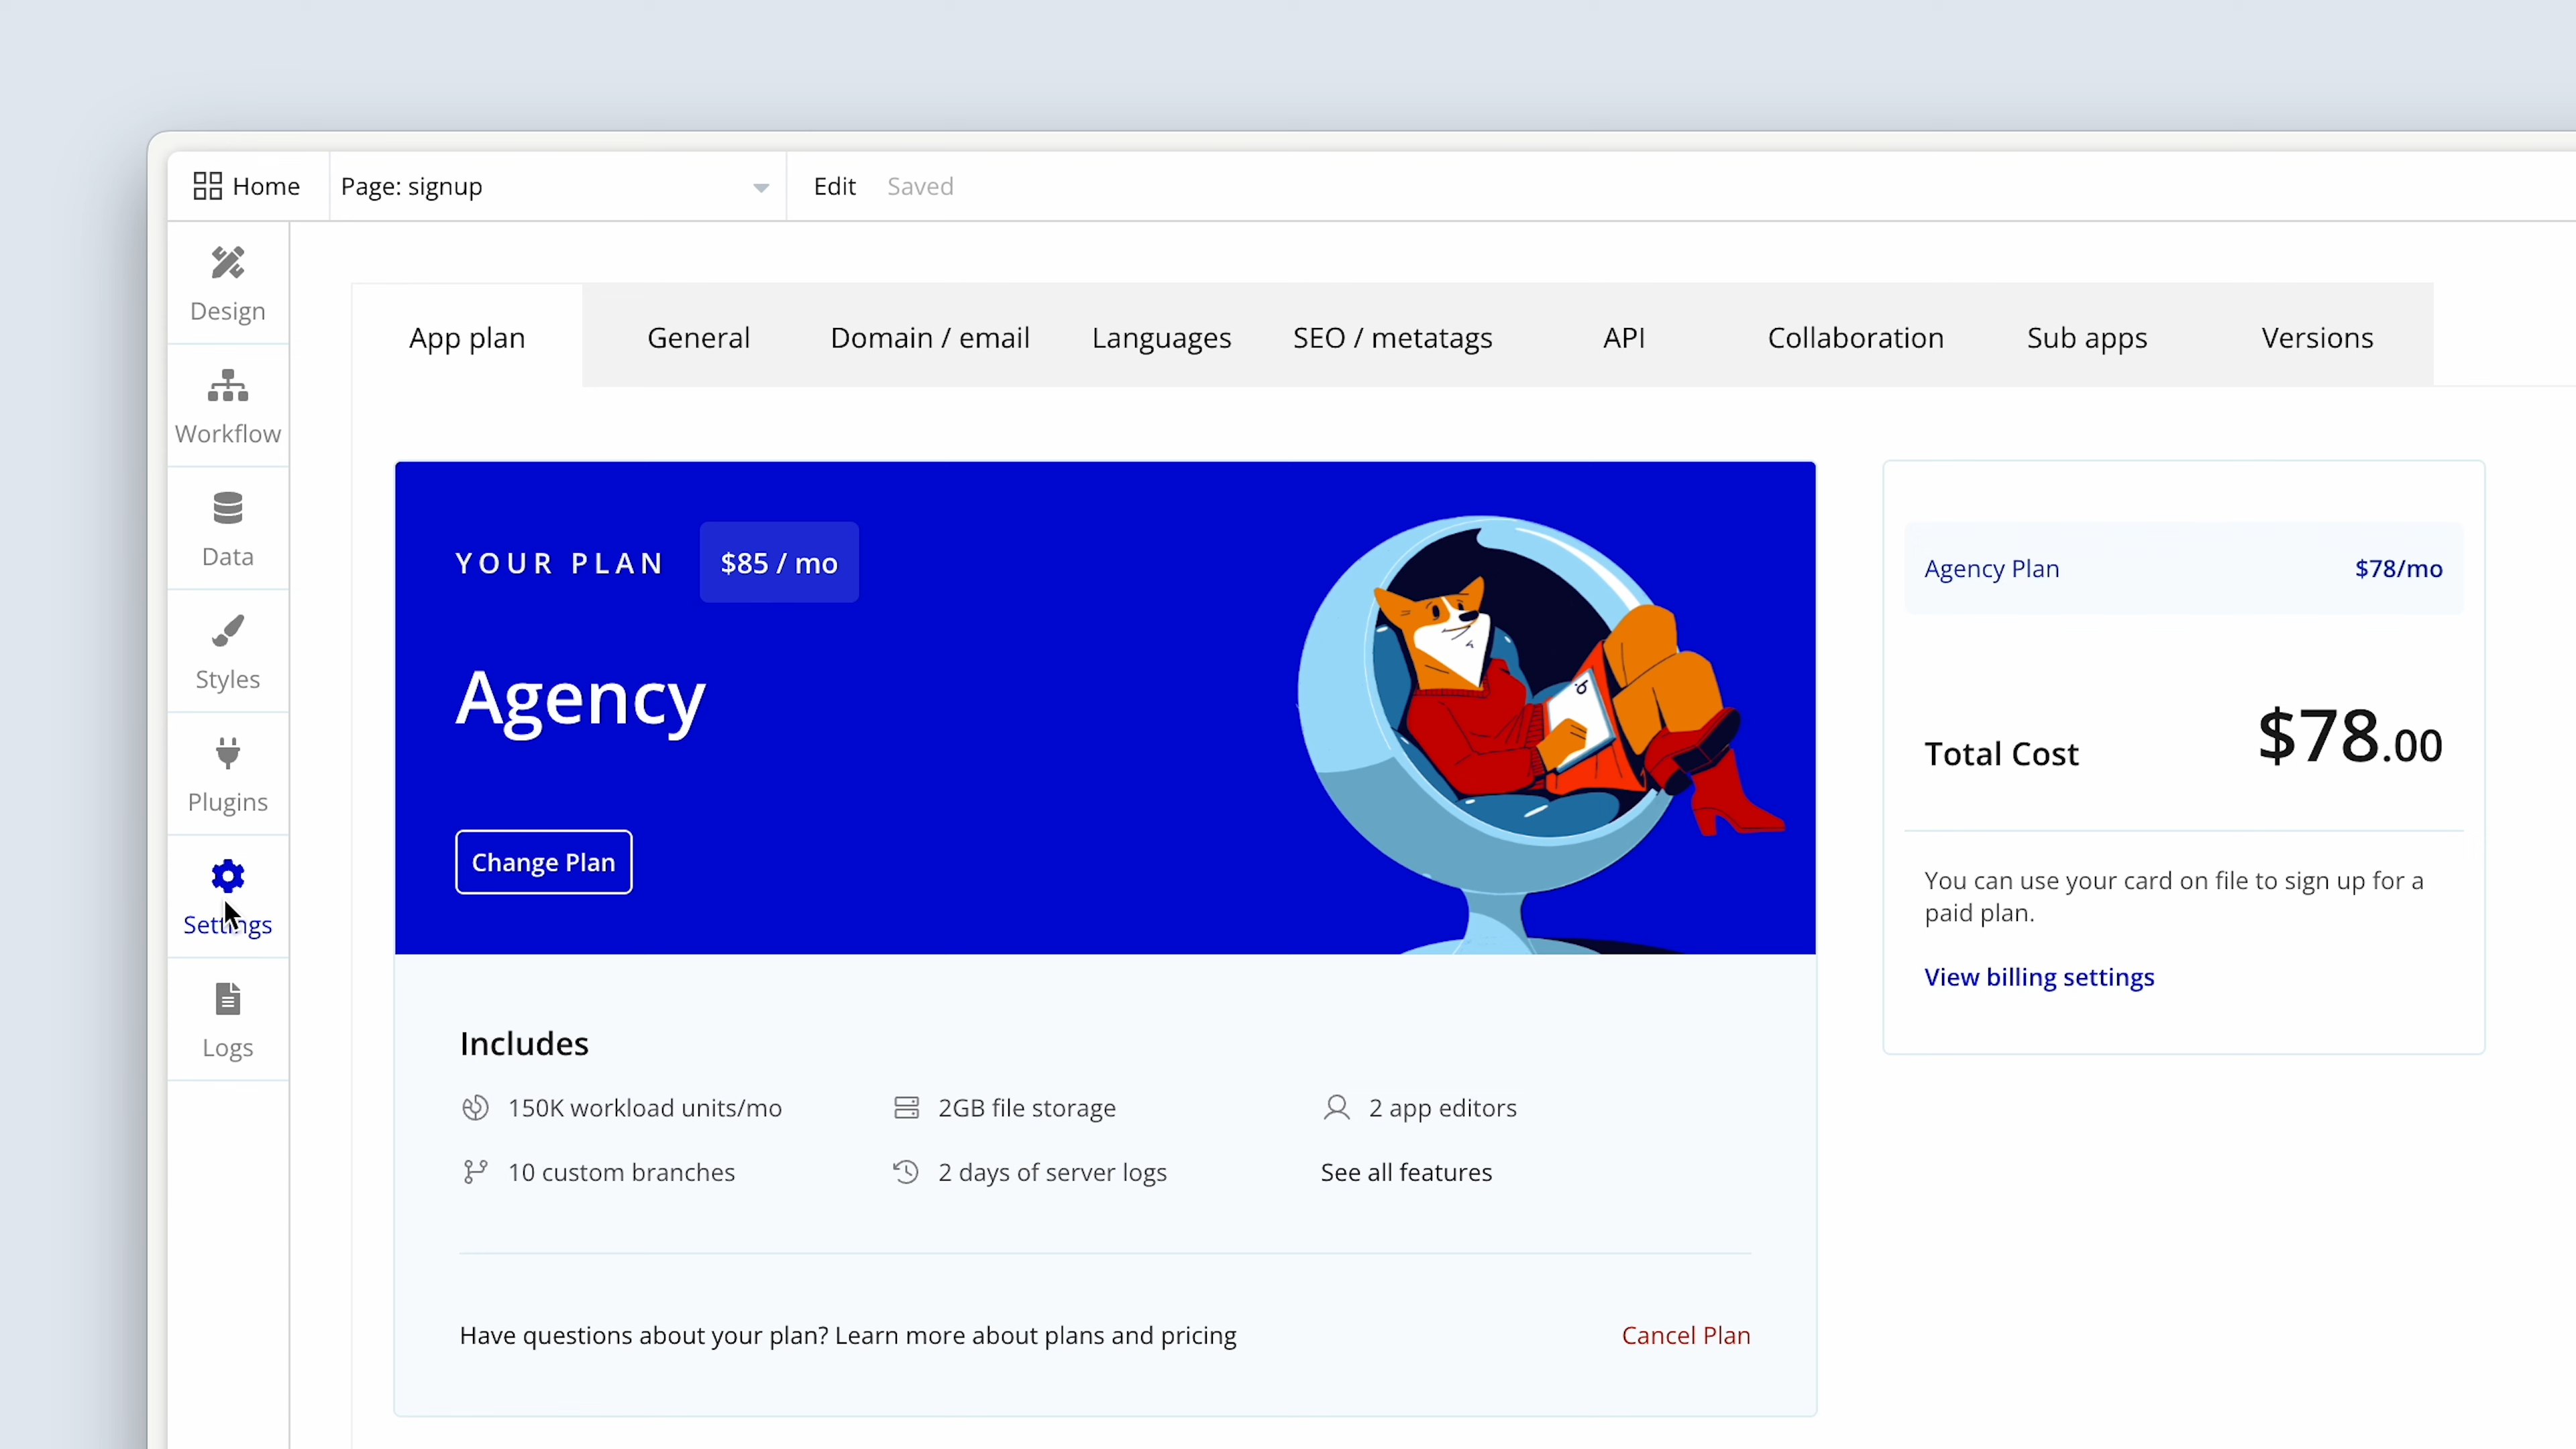 Home
Page: signup
Edit
Saved
Design
Workflow
Data
Styles
Plugins
Settings
Logs
App plan
General
Domain / email
Languages
SEO / metatags
API
Collaboration
Sub apps
Versions
YOUR PLAN
$85 / mo
Agency
Change Plan
Includes
150K workload units/mo
2GB file storage
2 app editors
10 custom branches
2 days of server logs
See all features
Have questions about your plan? Learn more about plans and pricing
Cancel Plan
Agency Plan
$78/mo
Total Cost
$78.00
You can use your card on file to sign up for a
paid plan.
View billing settings